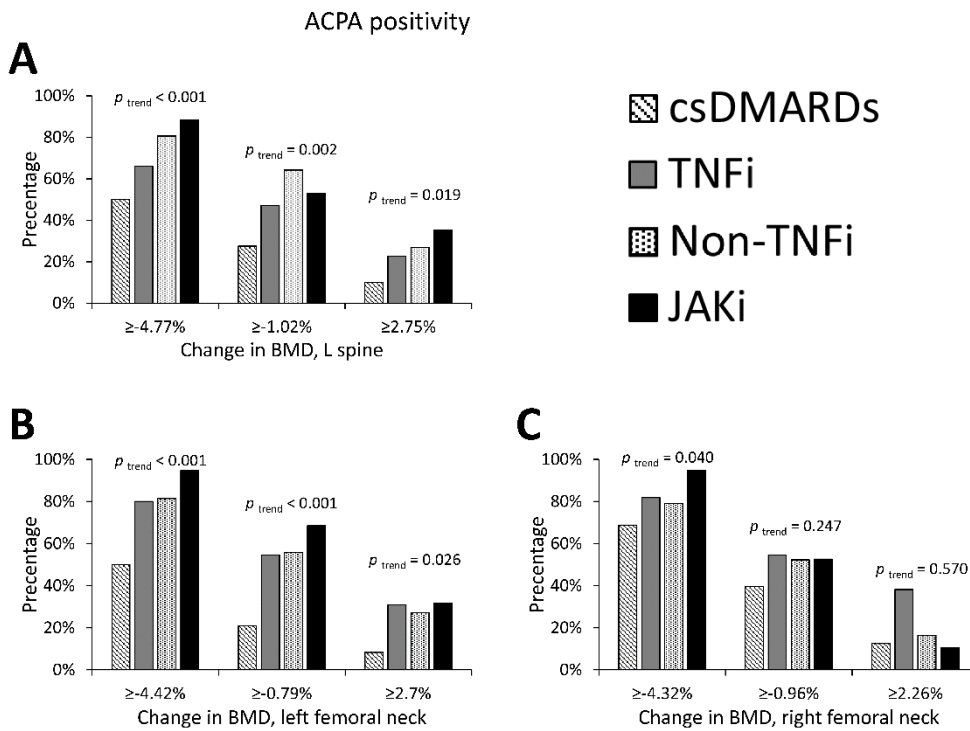 ACPA positivity
A
100%
80%
60%
40%
20%
0%
Precentage
p trend < 0.001
p trend = 0.002
p trend = 0.019
≥-4.77%
≥-1.02%
≥2.75%
Change in BMD, L spine
csDMARDs
TNFi
Non-TNFi
JAKi
B
100%
80%
60%
40%
20%
0%
Precentage
p trend < 0.001
p trend < 0.001
p trend = 0.026
≥-4.42%
≥-0.79%
≥2.7%
Change in BMD, left femoral neck
C
100%
80%
60%
40%
20%
0%
Precentage
p trend = 0.040
p trend = 0.247
p trend = 0.570
≥-4.32%
≥-0.96%
≥2.26%
Change in BMD, right femoral neck